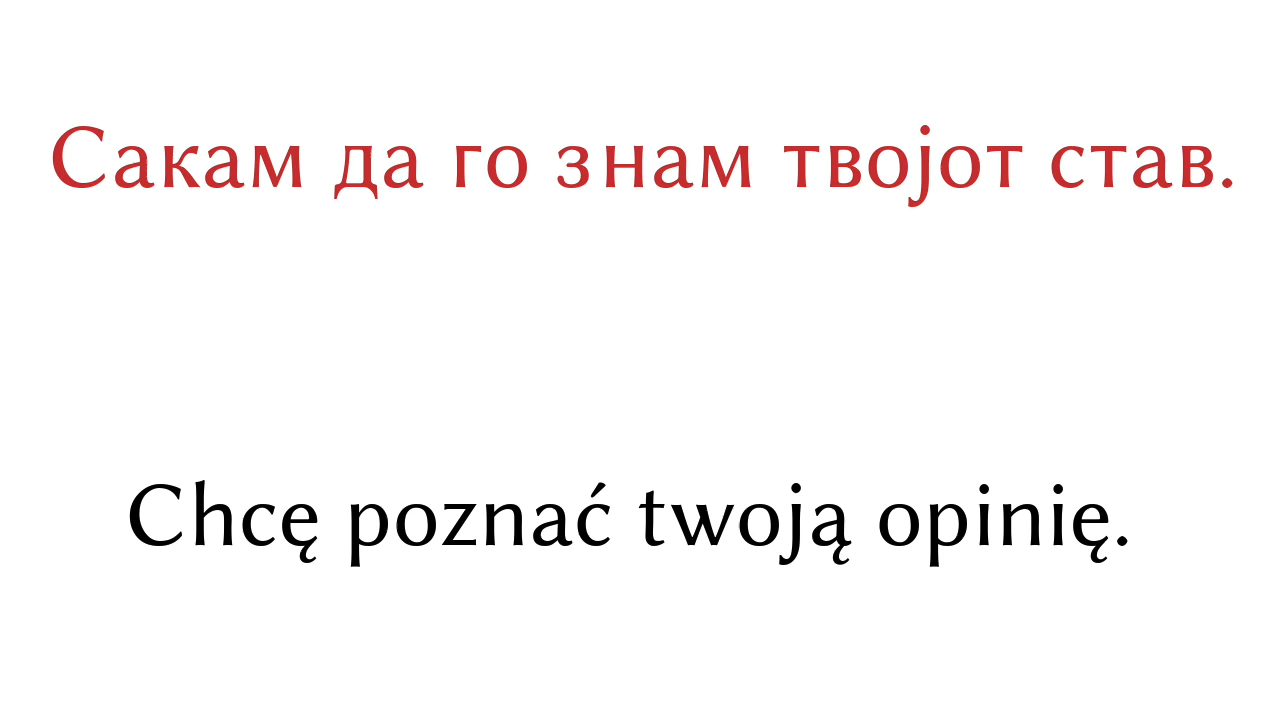 Сакам да го знам твојот став.
Chcę poznać twoją opinię.